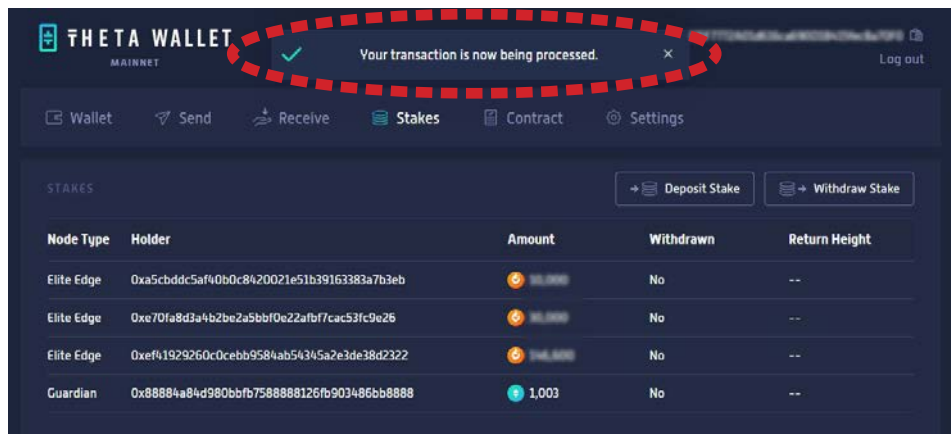 THETA WALLET
MAINNET
Your transaction is now being processed.
Log out
Wallet Send Receive Stakes Contract Settings
STAKES
Deposit Stake Withdraw Stake
Node Type Holder Amount Withdrawn Return Height
Elite Edge 0xa5cbddc5af40b0c8420021e51b39163383a7b3eb No --
Elite Edge 0xe70fa8d3a4b2be2a5bbf0e22afbf7cac53fc9e26 No --
Elite Edge 0xef41929260c0cebb9584ab54345a2e3de38d2322 No --
Guardian 0x88884a84d980bbfb7588888126fb903486bb8888 1,003 No --